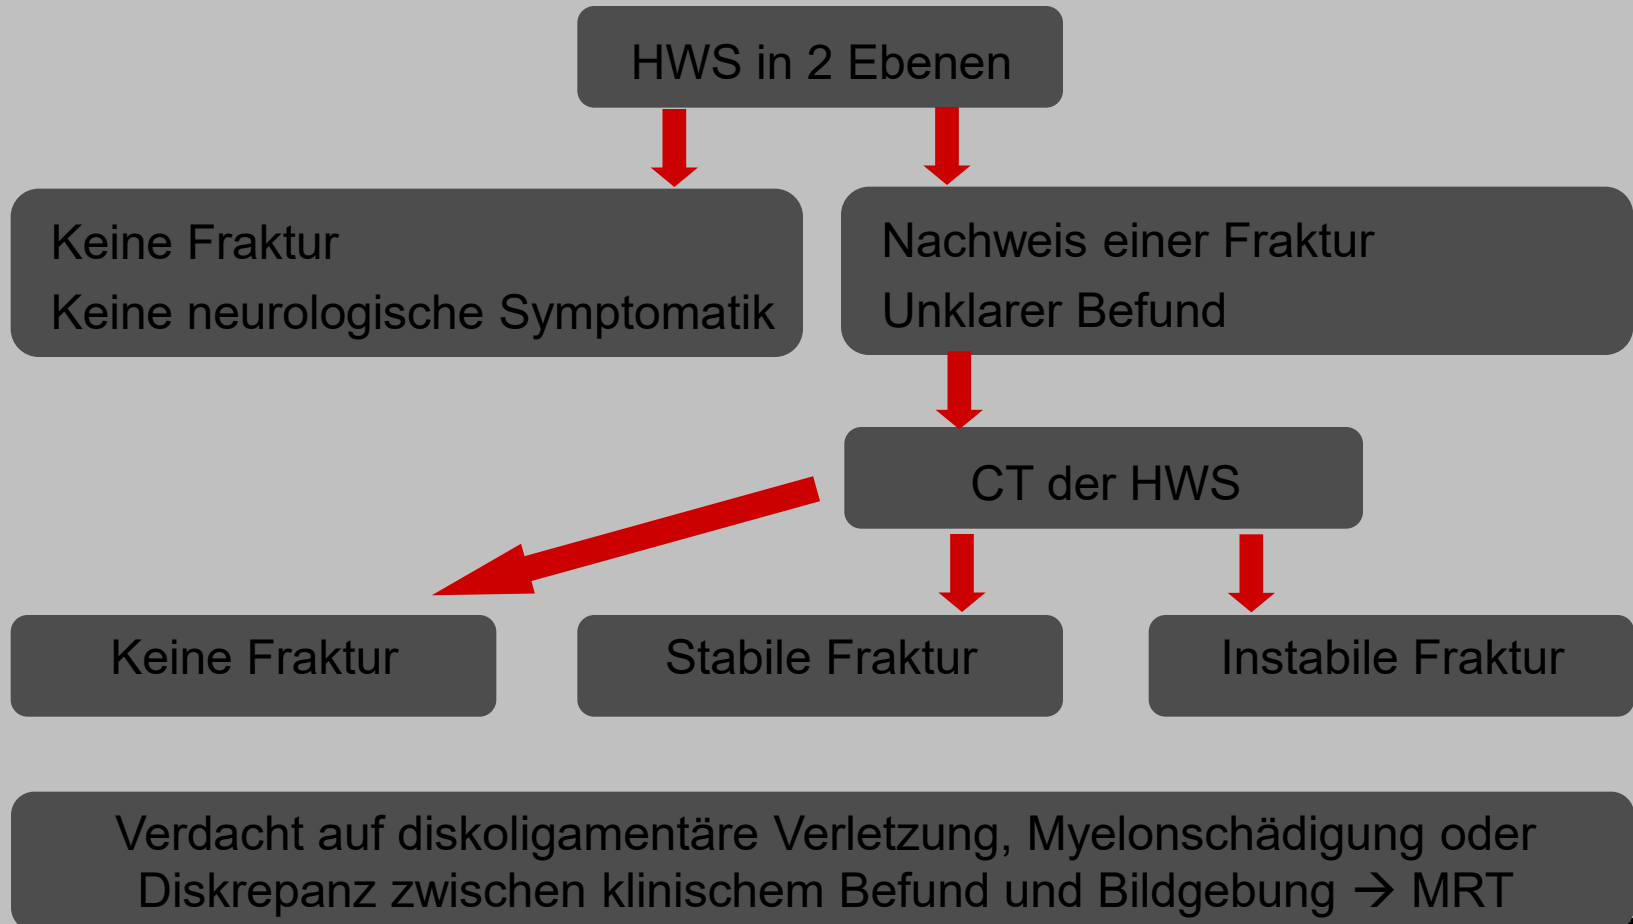 HWS in 2 Ebenen
Keine Fraktur
Keine neurologische Symptomatik
Nachweis einer Fraktur
Unklarer Befund
CT der HWS
Keine Fraktur
Stabile Fraktur
Instabile Fraktur
Verdacht auf diskoligamentäre Verletzung, Myelonschädigung oder
Diskrepanz zwischen klinischem Befund und Bildgebung → MRT